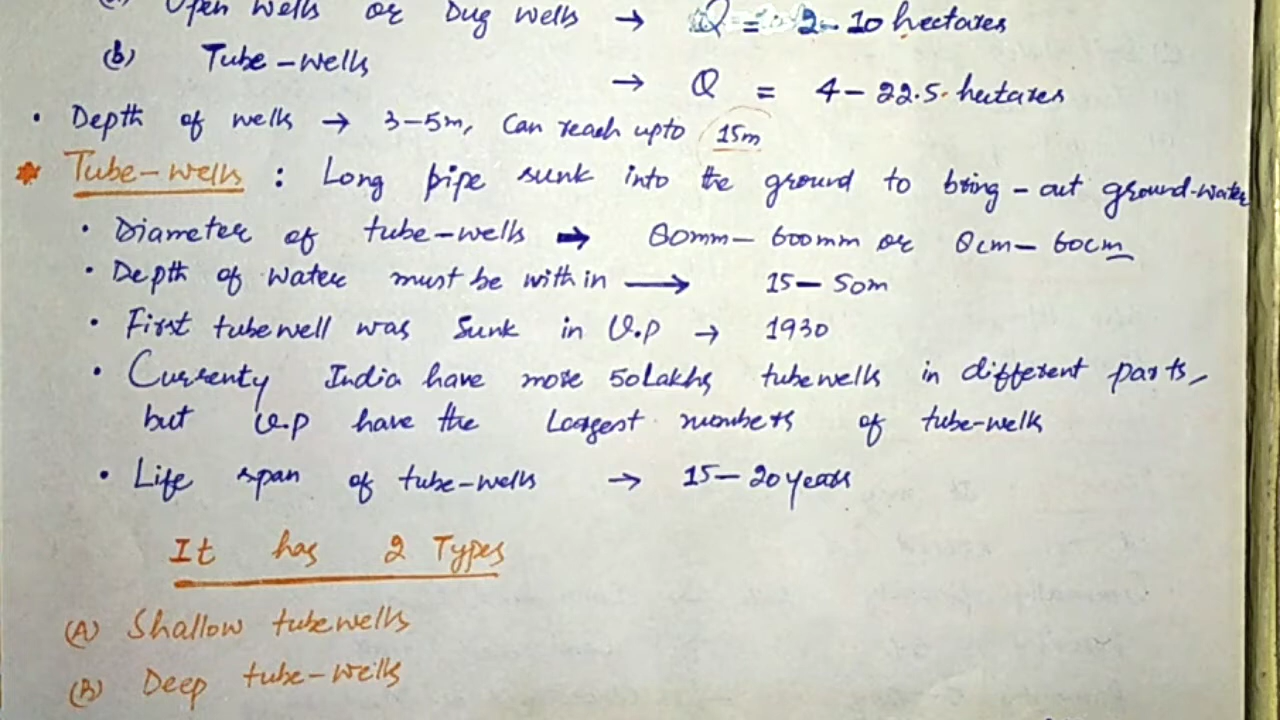 (a) Open wells or Dug wells → Q = 2-10 hectares
(b) Tube-wells → Q = 4-22.5 hectares
• Depth of wells → 3-5m, Can reach upto 15m
* Tube-wells : Long pipe sunk into the ground to bring-out ground-water
• Diameter of tube-wells → 80mm-600mm or 8cm-60cm
• Depth of water must be with in → 15-50m
• First tubewell was Sunk in U.P → 1930
• Currenty India have more 50Lakhs tubewells in different parts,
but U.P have the Largest numbers of tube-wells
• Life span of tube-wells → 15-20years
It has 2 Types
(A) Shallow tubewells
(B) Deep tube-wells